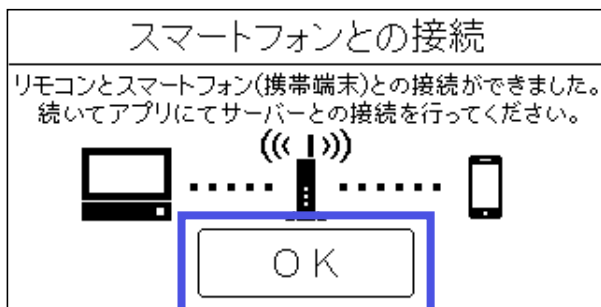 スマートフォンとの接続
リモコンとスマートフォン(携帯端末)との接続ができました。
続いてアプリにてサーバーとの接続を行ってください。
OK